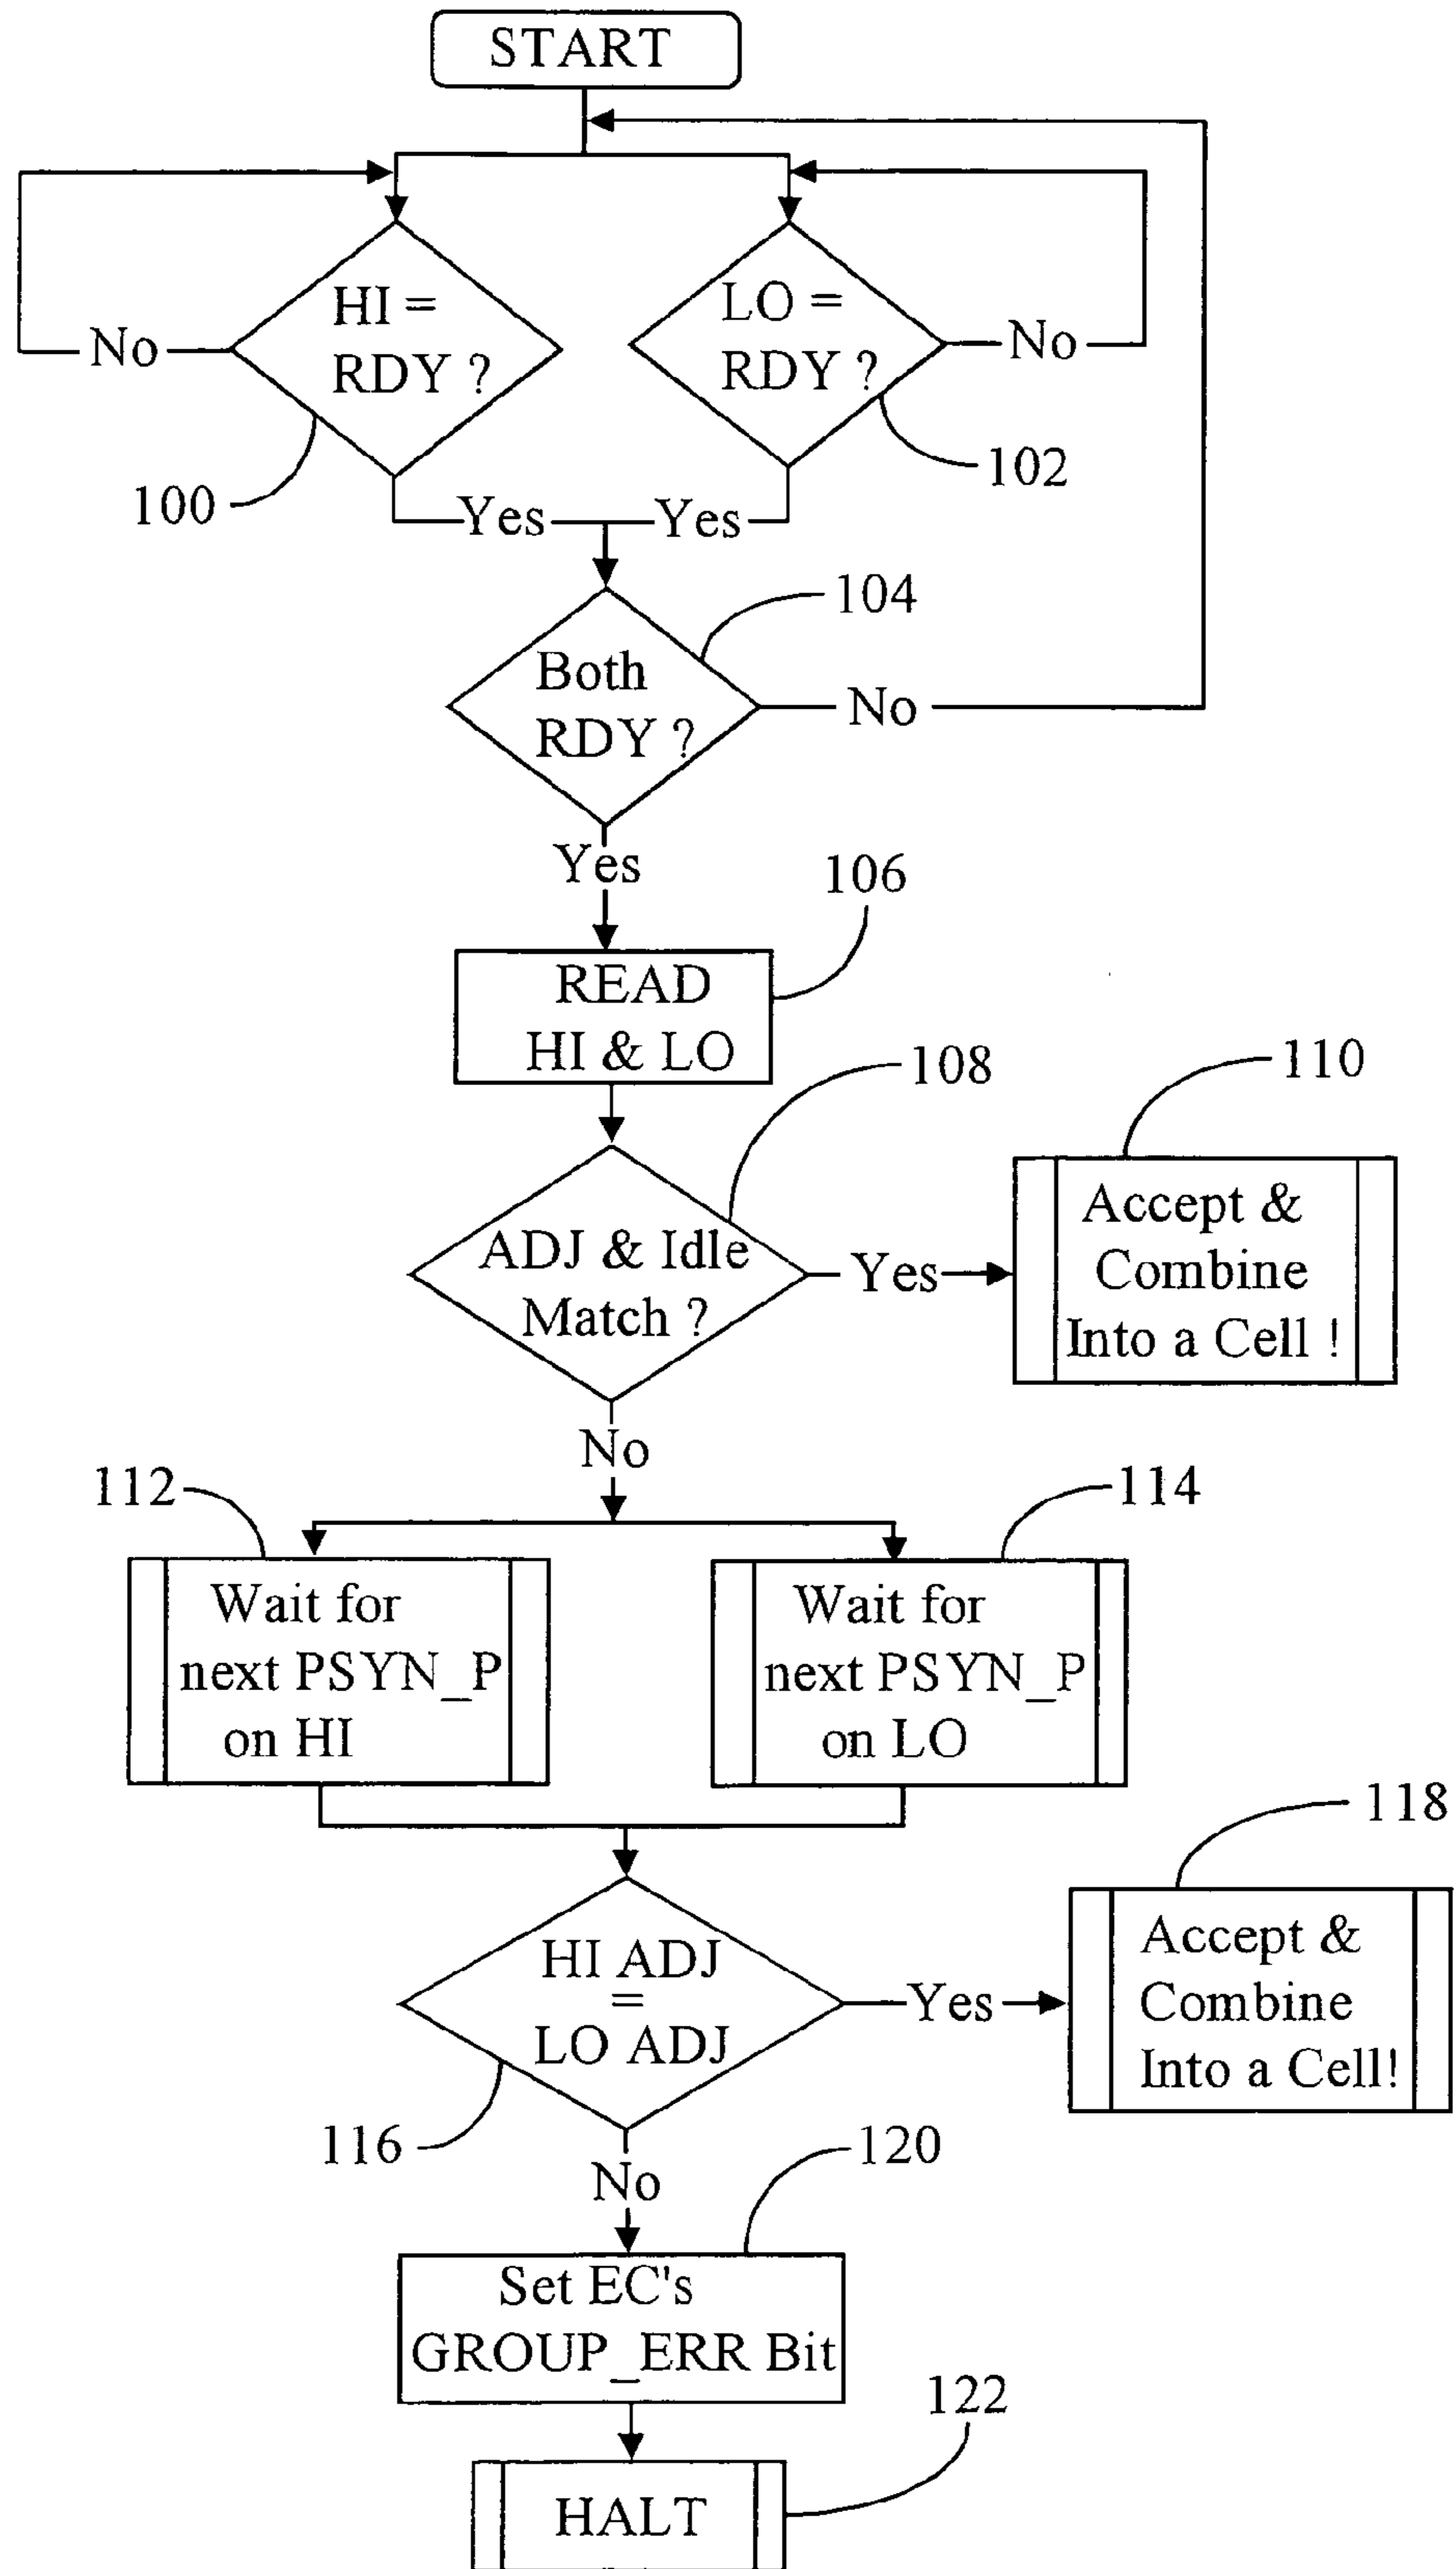 START
HI =
RDY ?
No
100
LO =
RDY ?
No
102
Yes
Yes
104
Both
RDY ?
No
Yes
106
READ
HI & LO
108
ADJ & Idle
Match ?
Yes
110
Accept &
Combine
Into a Cell !
No
112
114
Wait for
next PSYN_P
on HI
Wait for
next PSYN_P
on LO
118
HI ADJ
=
LO ADJ
Yes
Accept &
Combine
Into a Cell!
116
No
120
Set EC's
GROUP_ERR Bit
122
HALT